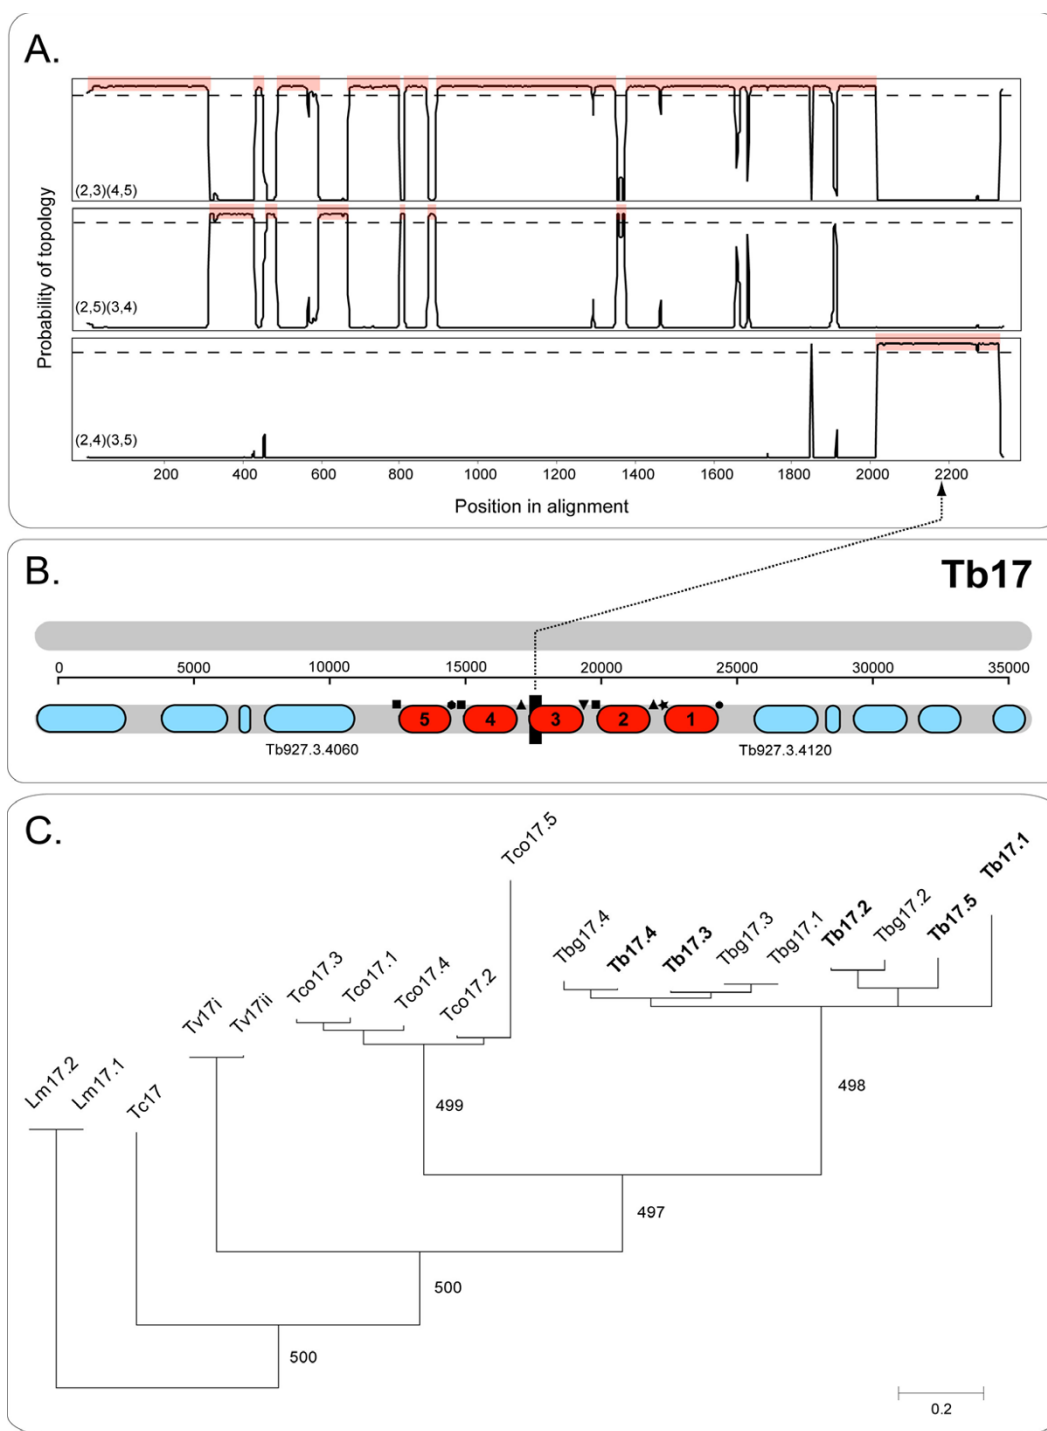 A.
Probability of topology
(2,3)(4,5)
(2,5)(3,4)
(2,4)(3,5)
200 400 600 800 1000 1200 1400 1600 1800 2000 2200
Position in alignment
B.
Tb17
0 5000 10000 15000 20000 25000 30000 35000
5 4 3 2 1
Tb927.3.4060 Tb927.3.4120
C.
Lm17.2
Lm17.1
Tc17
Tv17i
Tv17ii
Tco17.3
Tco17.1
Tco17.4
Tco17.2
Tco17.5
Tbg17.4
Tb17.4
Tb17.3
Tbg17.3
Tbg17.1
Tb17.2
Tbg17.2
Tb17.5
Tb17.1
499
498
497
500
500
0.2